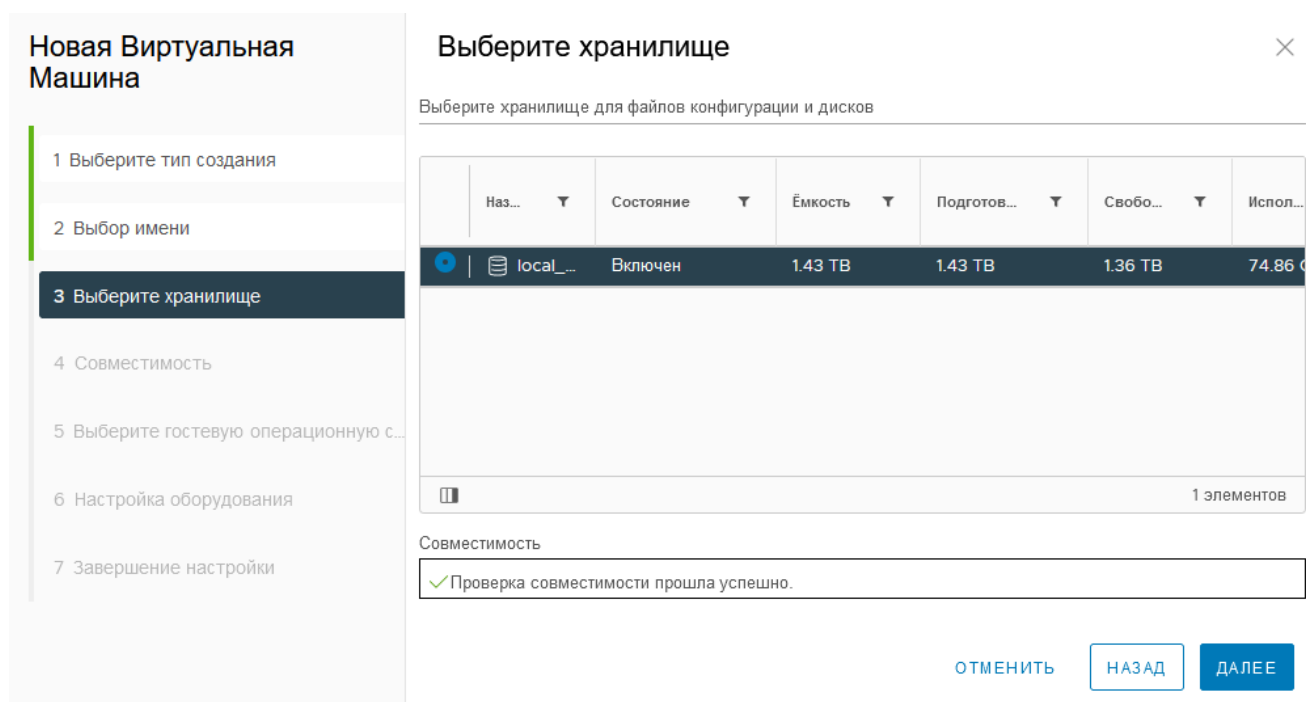 Новая Виртуальная
Машина
1 Выберите тип создания
2 Выбор имени
3 Выберите хранилище
4 Совместимость
5 Выберите гостевую операционную с...
6 Настройка оборудования
7 Завершение настройки
Выберите хранилище
Выберите хранилище для файлов конфигурации и дисков
Наз... Состояние Ёмкость Подготов... Свобо... Испол...
local_... Включен 1.43 TB 1.43 TB 1.36 TB 74.86
1 элементов
Совместимость
Проверка совместимости прошла успешно.
ОТМЕНИТЬ НАЗАД ДАЛЕЕ